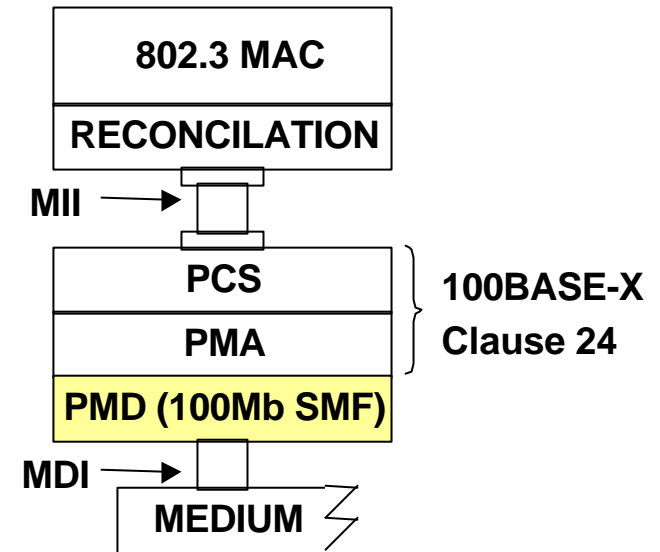 802.3 MAC
RECONCILATION
MII
PCS
PMA
100BASE-X
Clause 24
PMD (100Mb SMF)
MDI
MEDIUM